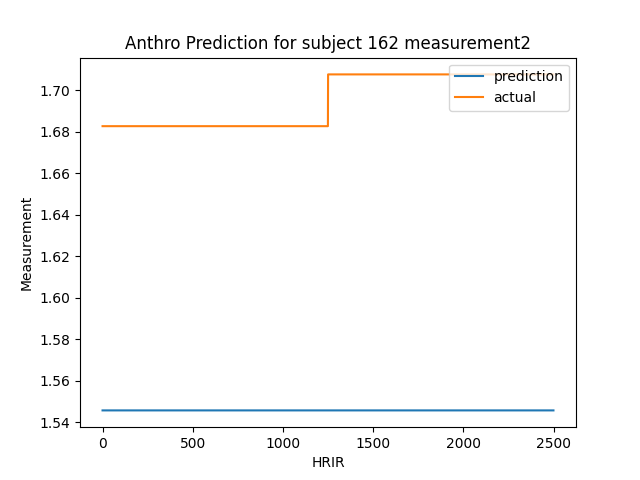 Anthro Prediction for subject 162 measurement2
prediction
actual
1.70
1.68
1.66
1.64
1.62
1.60
1.58
1.56
1.54
Measurement
0 500 1000 1500 2000 2500
HRIR